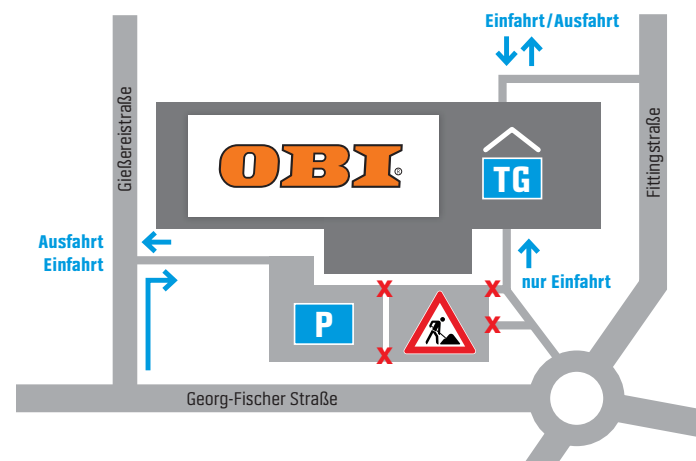 Einfahrt/Ausfahrt
Gießereistraße
OBI®
TG
Fittingstraße
Ausfahrt
Einfahrt
nur Einfahrt
X
X
P
X
X
Georg-Fischer Straße